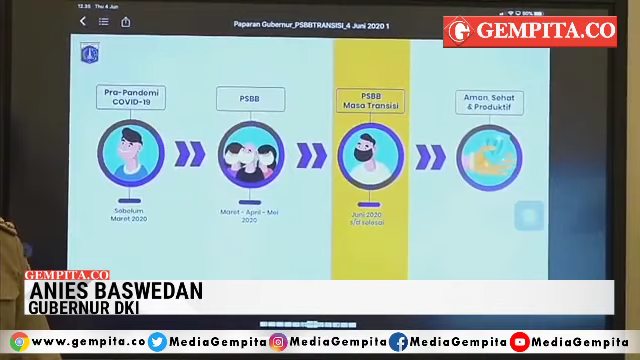 12.35 Thu 4 Jun
90%
Paparan Gubernur_PSBBTRANSISI_4 Juni 2020 1
GEMPITA.CO
Pra-Pandemi
COVID-19
PSBB
PSBB
Masa Transisi
Aman, Sehat
& Produktif
Sebelum
Maret 2020
Maret - April - Mei
2020
Juni 2020
s/d selesai
GEMPITA.CO
ANIES BASWEDAN
GUBERNUR DKI
www.gempita.co
MediaGempita
MediaGempita
MediaGempita
MediaGempita